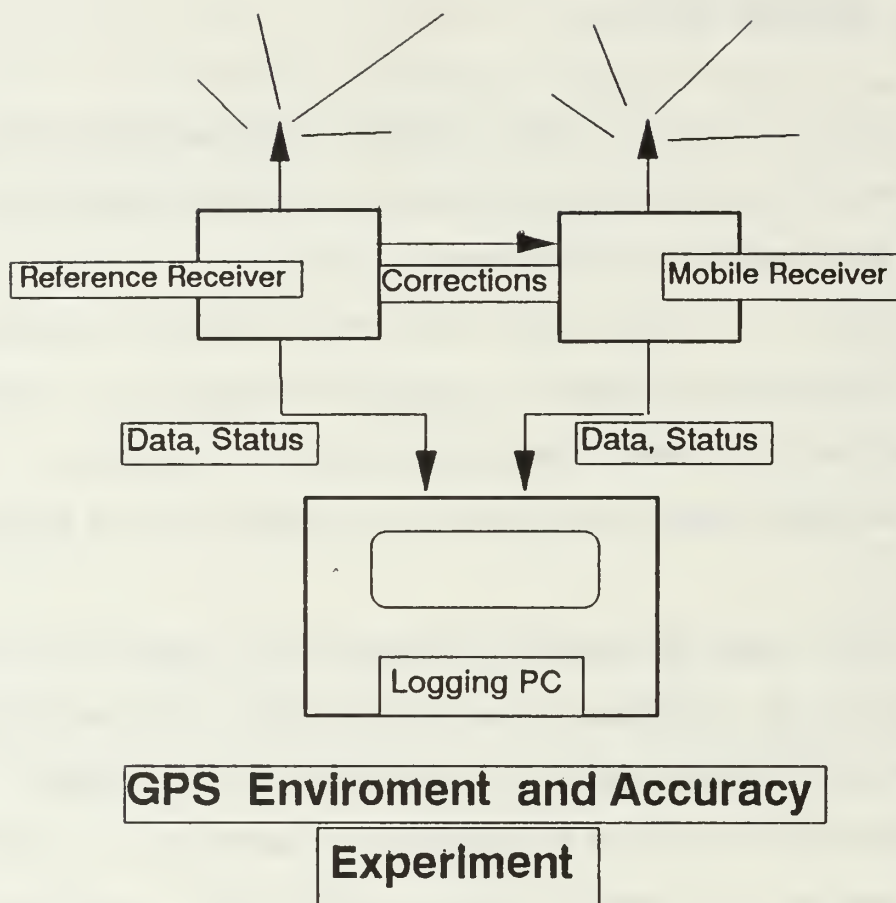 Reference Receiver
Corrections
Mobile Receiver
Data, Status
Data, Status
Logging PC
GPS Enviroment and Accuracy
Experiment